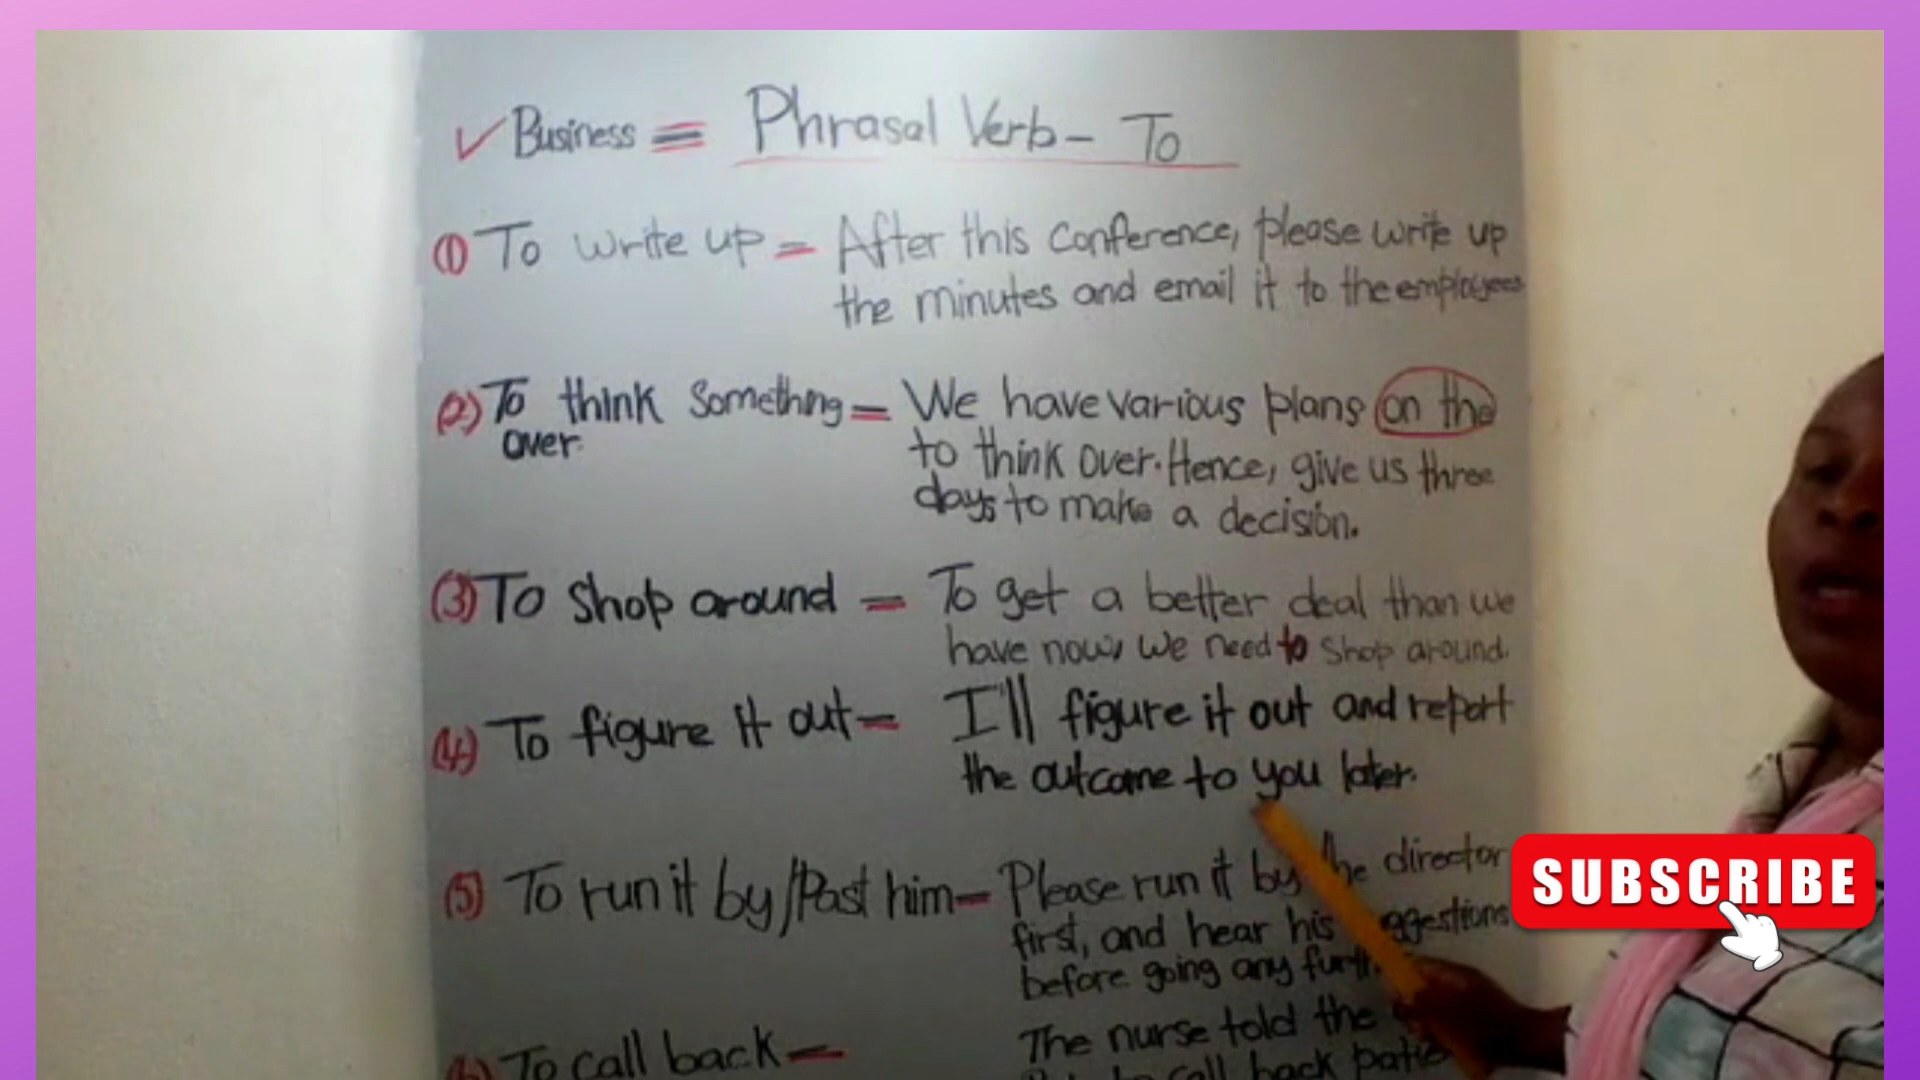 ✓ Business = Phrasal Verb - To
(1) To write up = After this conference, please write up
the minutes and email it to the employees
(2) To think something = We have various plans on the
over. to think over. Hence, give us three
days to make a decision.
(3) To shop around = To get a better deal than we
have now, we need to shop around.
(4) To figure it out = I'll figure it out and report
the outcome to you later.
(5) To run it by/Past him - Please run it by the director
first, and hear his suggestions
before going any
To call back - The nurse told the
to call back
SUBSCRIBE